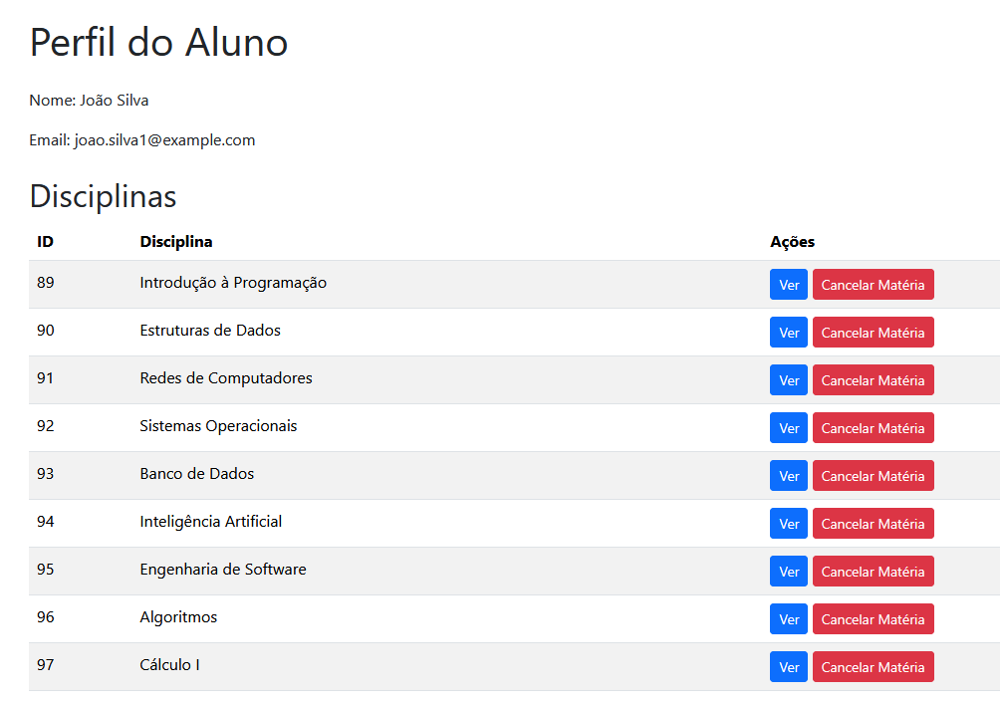 Perfil do Aluno
Nome: João Silva
Email: joao.silva1@example.com
Disciplinas
ID Disciplina Ações
89 Introdução à Programação Ver Cancelar Matéria
90 Estruturas de Dados Ver Cancelar Matéria
91 Redes de Computadores Ver Cancelar Matéria
92 Sistemas Operacionais Ver Cancelar Matéria
93 Banco de Dados Ver Cancelar Matéria
94 Inteligência Artificial Ver Cancelar Matéria
95 Engenharia de Software Ver Cancelar Matéria
96 Algoritmos Ver Cancelar Matéria
97 Cálculo I Ver Cancelar Matéria